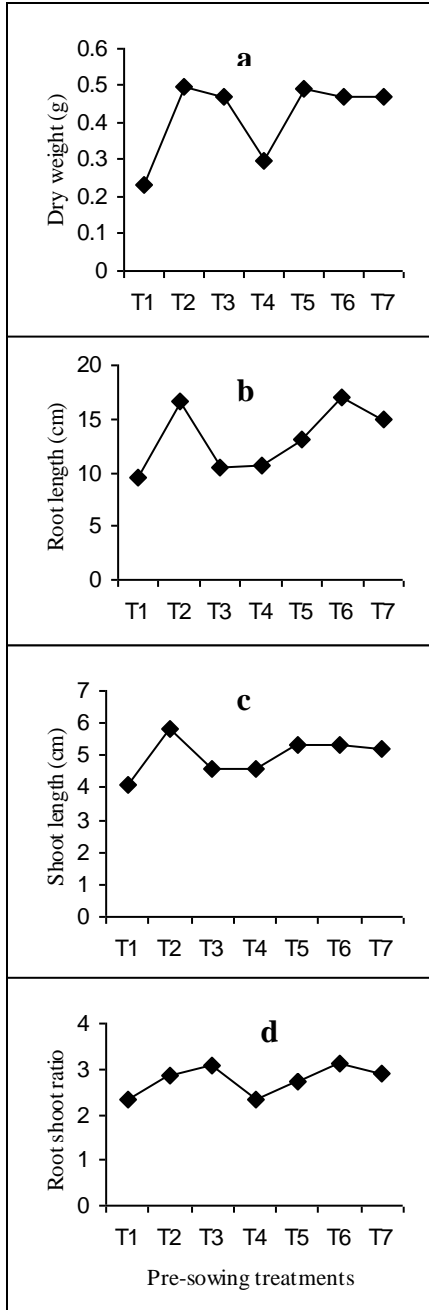 a
Dry weight (g)
0.6
0.5
0.4
0.3
0.2
0.1
0
T1 T2 T3 T4 T5 T6 T7
b
Root length (cm)
20
15
10
5
0
T1 T2 T3 T4 T5 T6 T7
c
Shoot length (cm)
7
6
5
4
3
2
1
0
T1 T2 T3 T4 T5 T6 T7
d
Root shoot ratio
4
3
2
1
0
T1 T2 T3 T4 T5 T6 T7
Pre-sowing treatments